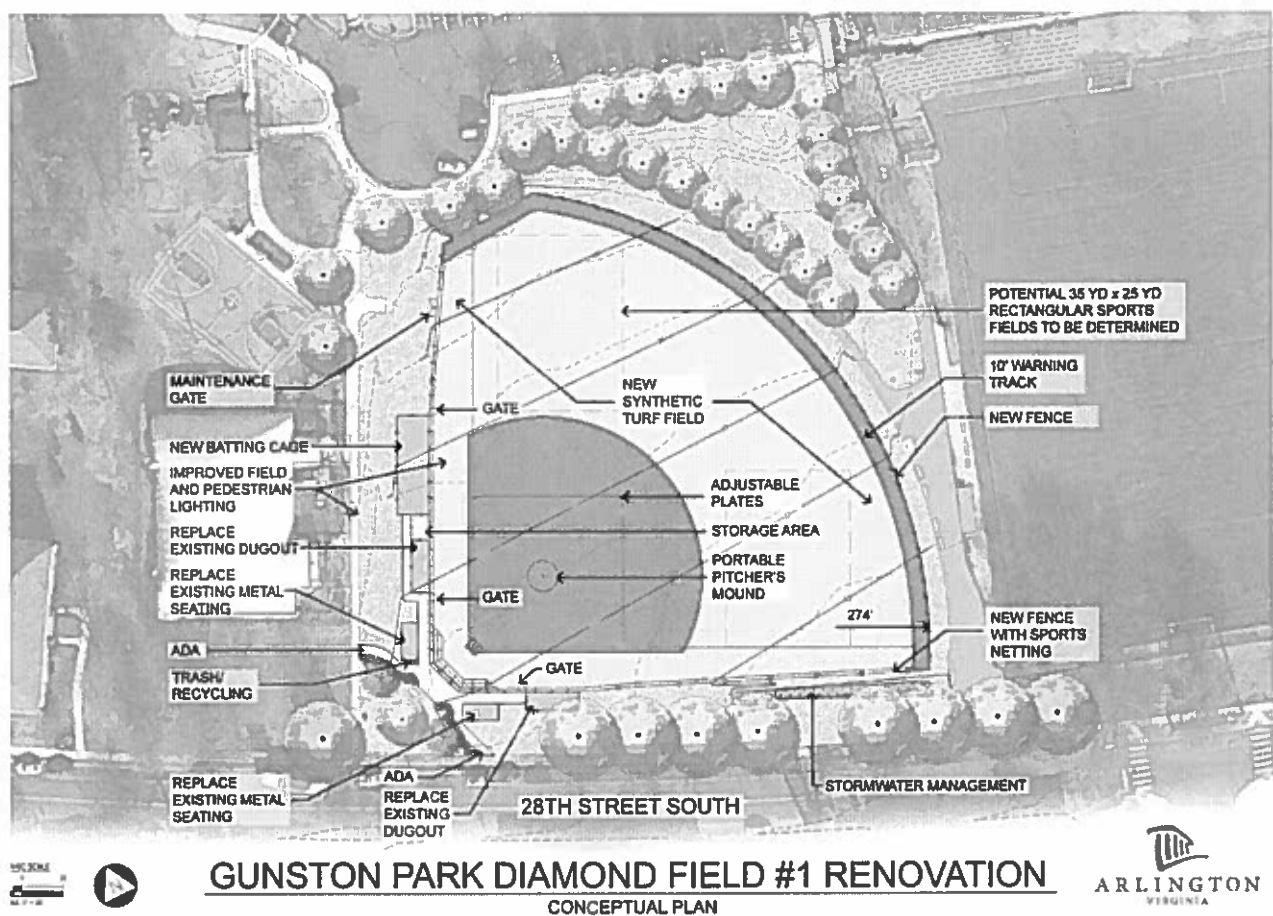 POTENTIAL 35 YD x 25 YD
RECTANGULAR SPORTS
FIELDS TO BE DETERMINED
10' WARNING
TRACK
NEW FENCE
MAINTENANCE
GATE
GATE
NEW
SYNTHETIC
TURF FIELD
NEW BATTING CAGE
IMPROVED FIELD
AND PEDESTRIAN
LIGHTING
ADJUSTABLE
PLATES
STORAGE AREA
REPLACE
EXISTING DUGOUT
PORTABLE
PITCHER'S
MOUND
REPLACE
EXISTING METAL
SEATING
GATE
274'
NEW FENCE
WITH SPORTS
NETTING
ADA
TRASH/
RECYCLING
GATE
REPLACE
EXISTING METAL
SEATING
ADA
REPLACE
EXISTING
DUGOUT
28TH STREET SOUTH
STORMWATER MANAGEMENT
GUNSTON PARK DIAMOND FIELD #1 RENOVATION
CONCEPTUAL PLAN
ARLINGTON
VIRGINIA